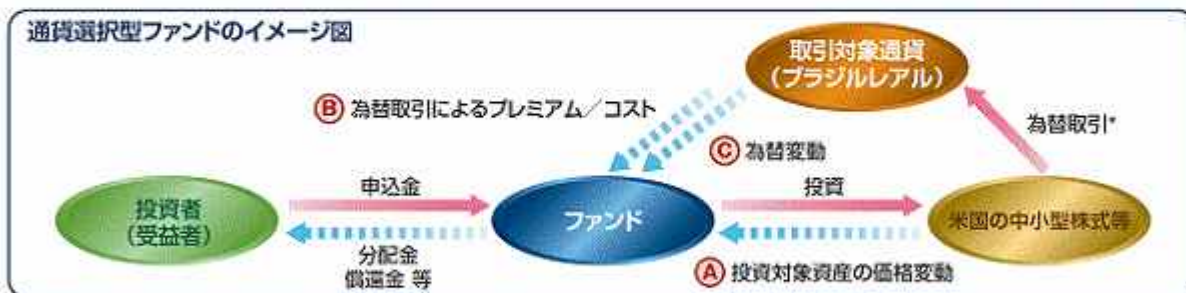 通貨選択型ファンドのイメージ図
取引対象通貨
（ブラジルレアル）
Ⓑ 為替取引によるプレミアム／コスト
為替取引*
Ⓒ 為替変動
申込金
投資
投資者
（受益者）
ファンド
米国の中小型株式等
分配金
償還金 等
Ⓐ 投資対象資産の価格変動